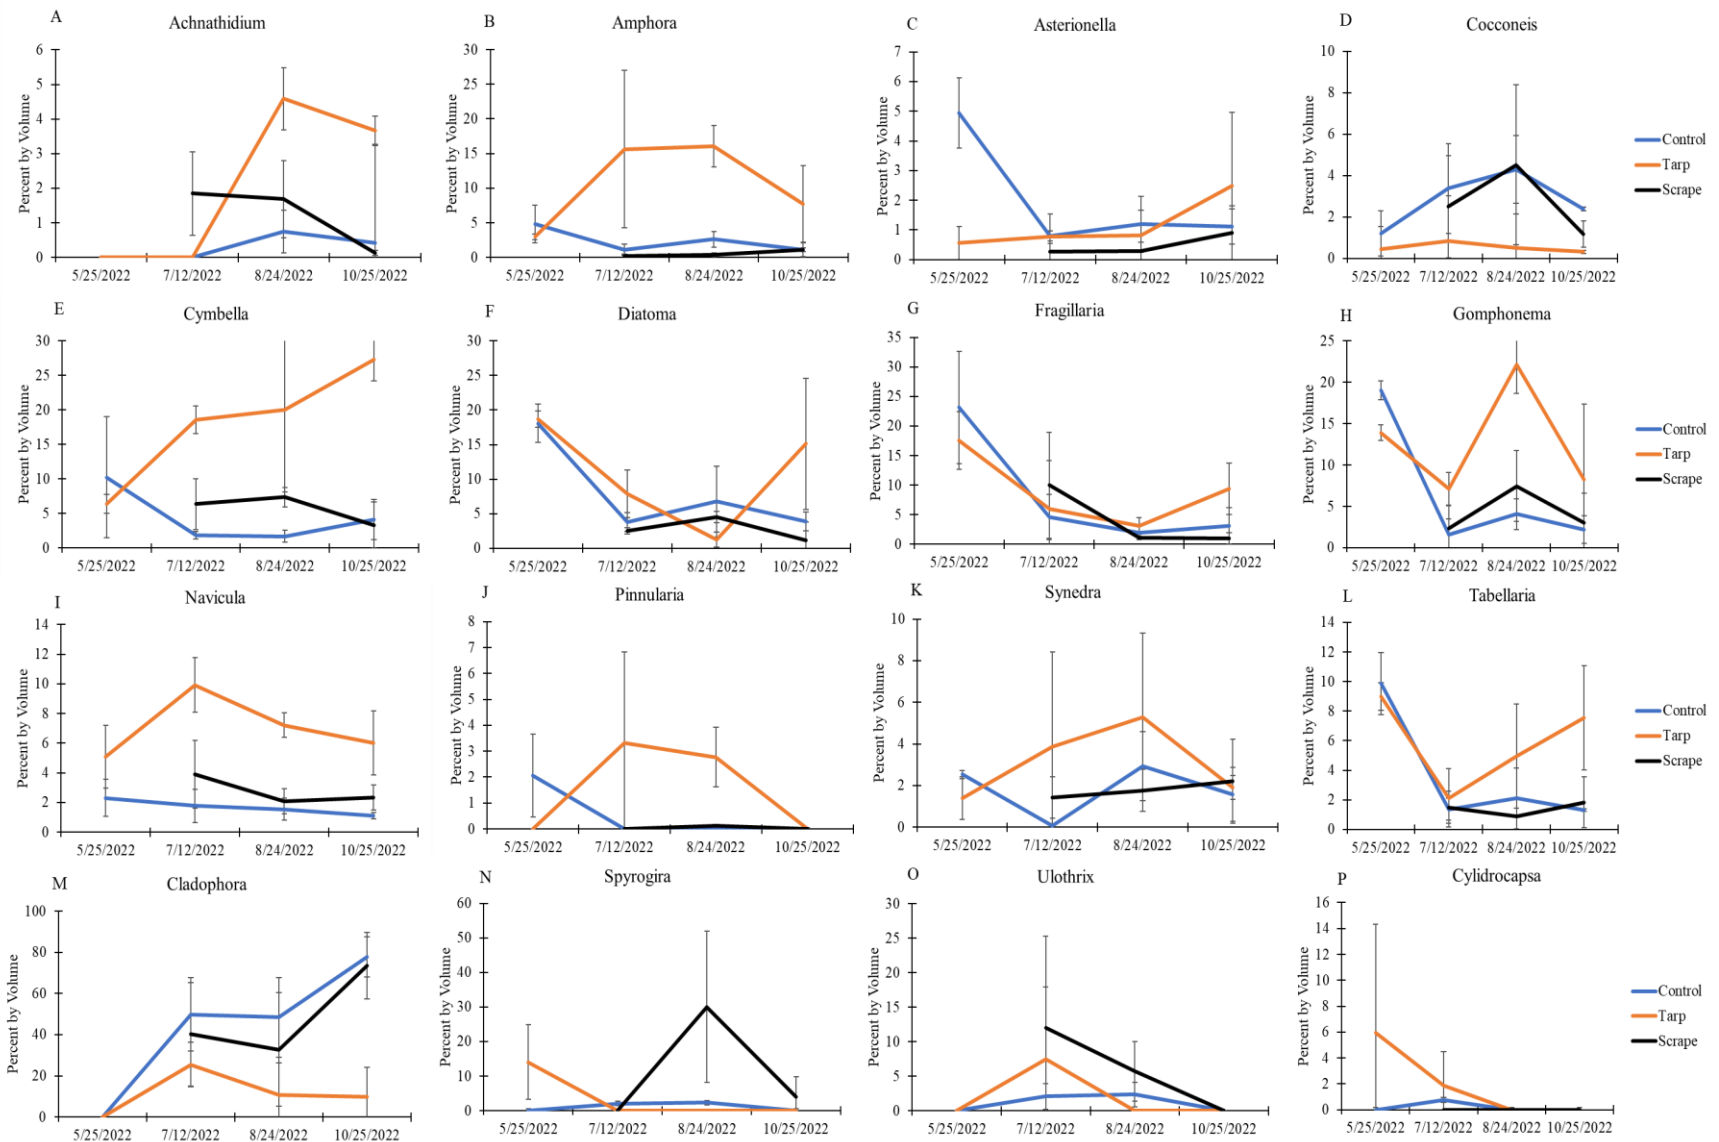 A
Achnathidium
Percent by Volume
6
5
4
3
2
1
0
5/25/2022 7/12/2022 8/24/2022 10/25/2022
B
Amphora
Percent by Volume
30
25
20
15
10
5
0
5/25/2022 7/12/2022 8/24/2022 10/25/2022
C
Asterionella
Percent by Volume
7
6
5
4
3
2
1
0
5/25/2022 7/12/2022 8/24/2022 10/25/2022
D
Cocconeis
Percent by Volume
10
8
6
4
2
0
5/25/2022 7/12/2022 8/24/2022 10/25/2022
Control
Tarp
Scrape
E
Cymbella
Percent by Volume
30
25
20
15
10
5
0
5/25/2022 7/12/2022 8/24/2022 10/25/2022
F
Diatoma
Percent by Volume
30
25
20
15
10
5
0
5/25/2022 7/12/2022 8/24/2022 10/25/2022
G
Fragillaria
Percent by Volume
35
30
25
20
15
10
5
0
5/25/2022 7/12/2022 8/24/2022 10/25/2022
H
Gomphonema
Percent by Volume
25
20
15
10
5
0
5/25/2022 7/12/2022 8/24/2022 10/25/2022
Control
Tarp
Scrape
I
Navicula
Percent by Volume
14
12
10
8
6
4
2
0
5/25/2022 7/12/2022 8/24/2022 10/25/2022
J
Pinnularia
Percent by Volume
8
7
6
5
4
3
2
1
0
5/25/2022 7/12/2022 8/24/2022 10/25/2022
K
Synedra
Percent by Volume
10
8
6
4
2
0
5/25/2022 7/12/2022 8/24/2022 10/25/2022
L
Tabellaria
Percent by Volume
14
12
10
8
6
4
2
0
5/25/2022 7/12/2022 8/24/2022 10/25/2022
Control
Tarp
Scrape
M
Cladophora
Percent by Volume
100
80
60
40
20
0
5/25/2022 7/12/2022 8/24/2022 10/25/2022
N
Spyrogira
Percent by Volume
60
50
40
30
20
10
0
5/25/2022 7/12/2022 8/24/2022 10/25/2022
O
Ulothrix
Percent by Volume
30
25
20
15
10
5
0
5/25/2022 7/12/2022 8/24/2022 10/25/2022
P
Cylidrocapsa
Percent by Volume
16
14
12
10
8
6
4
2
0
5/25/2022 7/12/2022 8/24/2022 10/25/2022
Control
Tarp
Scrape